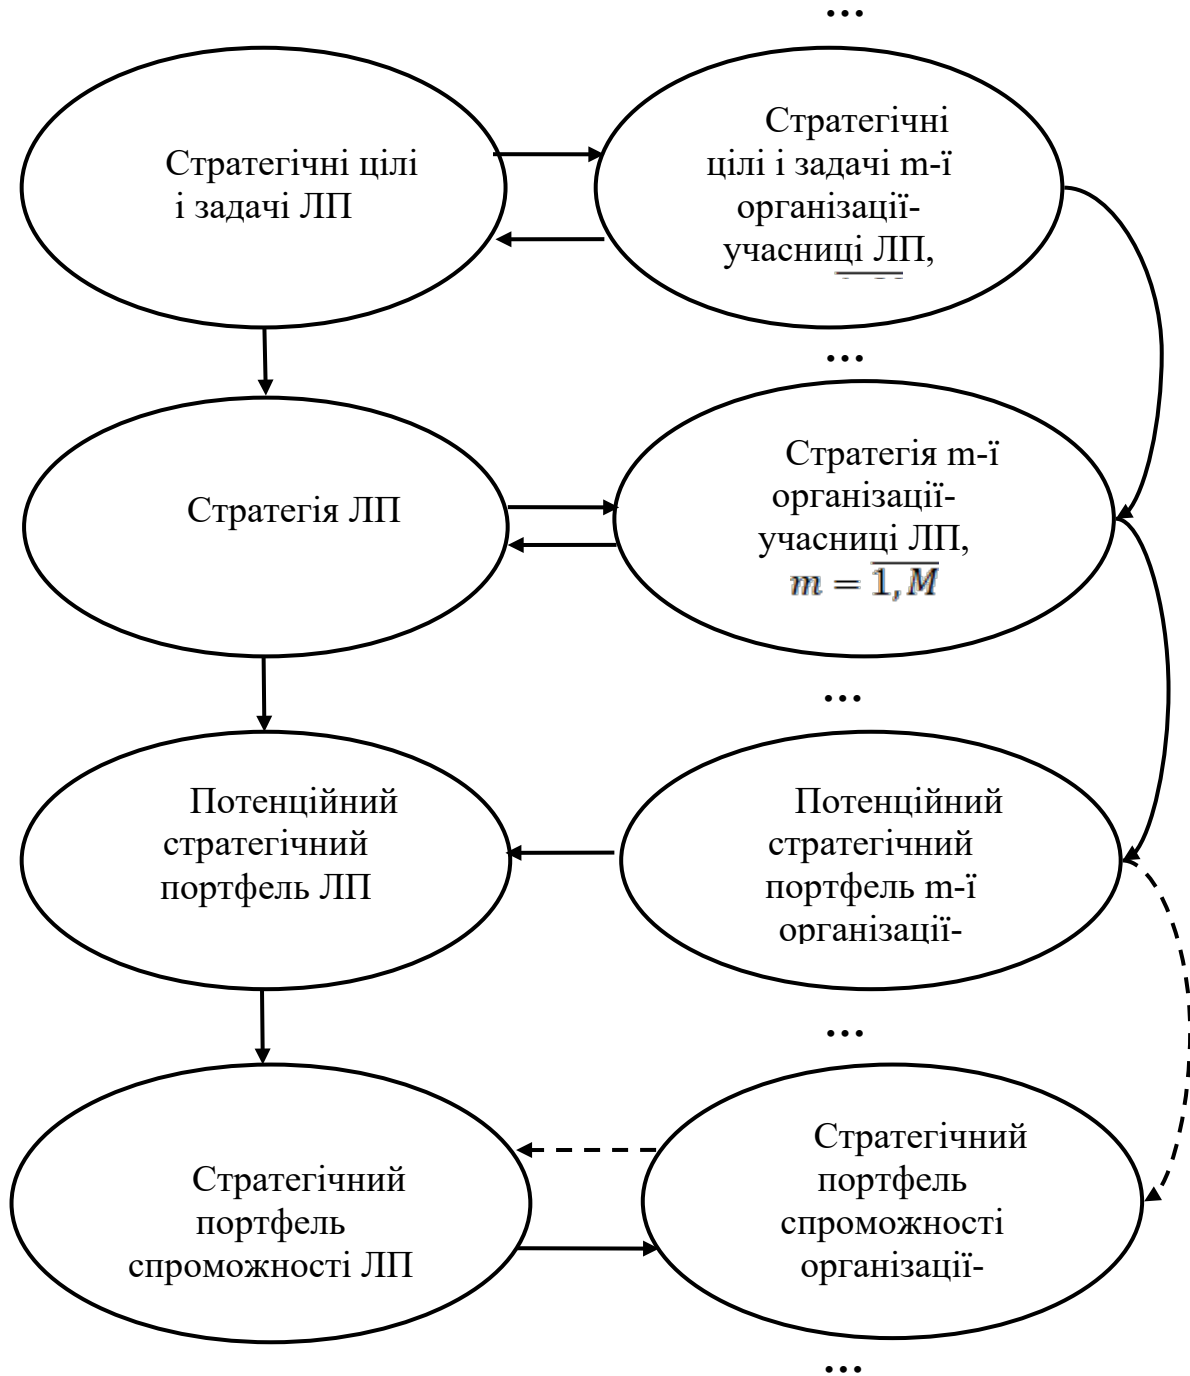 ...
Стратегічні цілі
і задачі ЛП
Стратегічні
цілі і задачі m-ї
організації-
учасниці ЛП,
...
Стратегія ЛП
Стратегія m-ї
організації-
учасниці ЛП,
m = 1, M
...
Потенційний
стратегічний
портфель ЛП
Потенційний
стратегічний
портфель m-ї
організації-
...
Стратегічний
портфель
спроможності ЛП
Стратегічний
портфель
спроможності
організації-
...